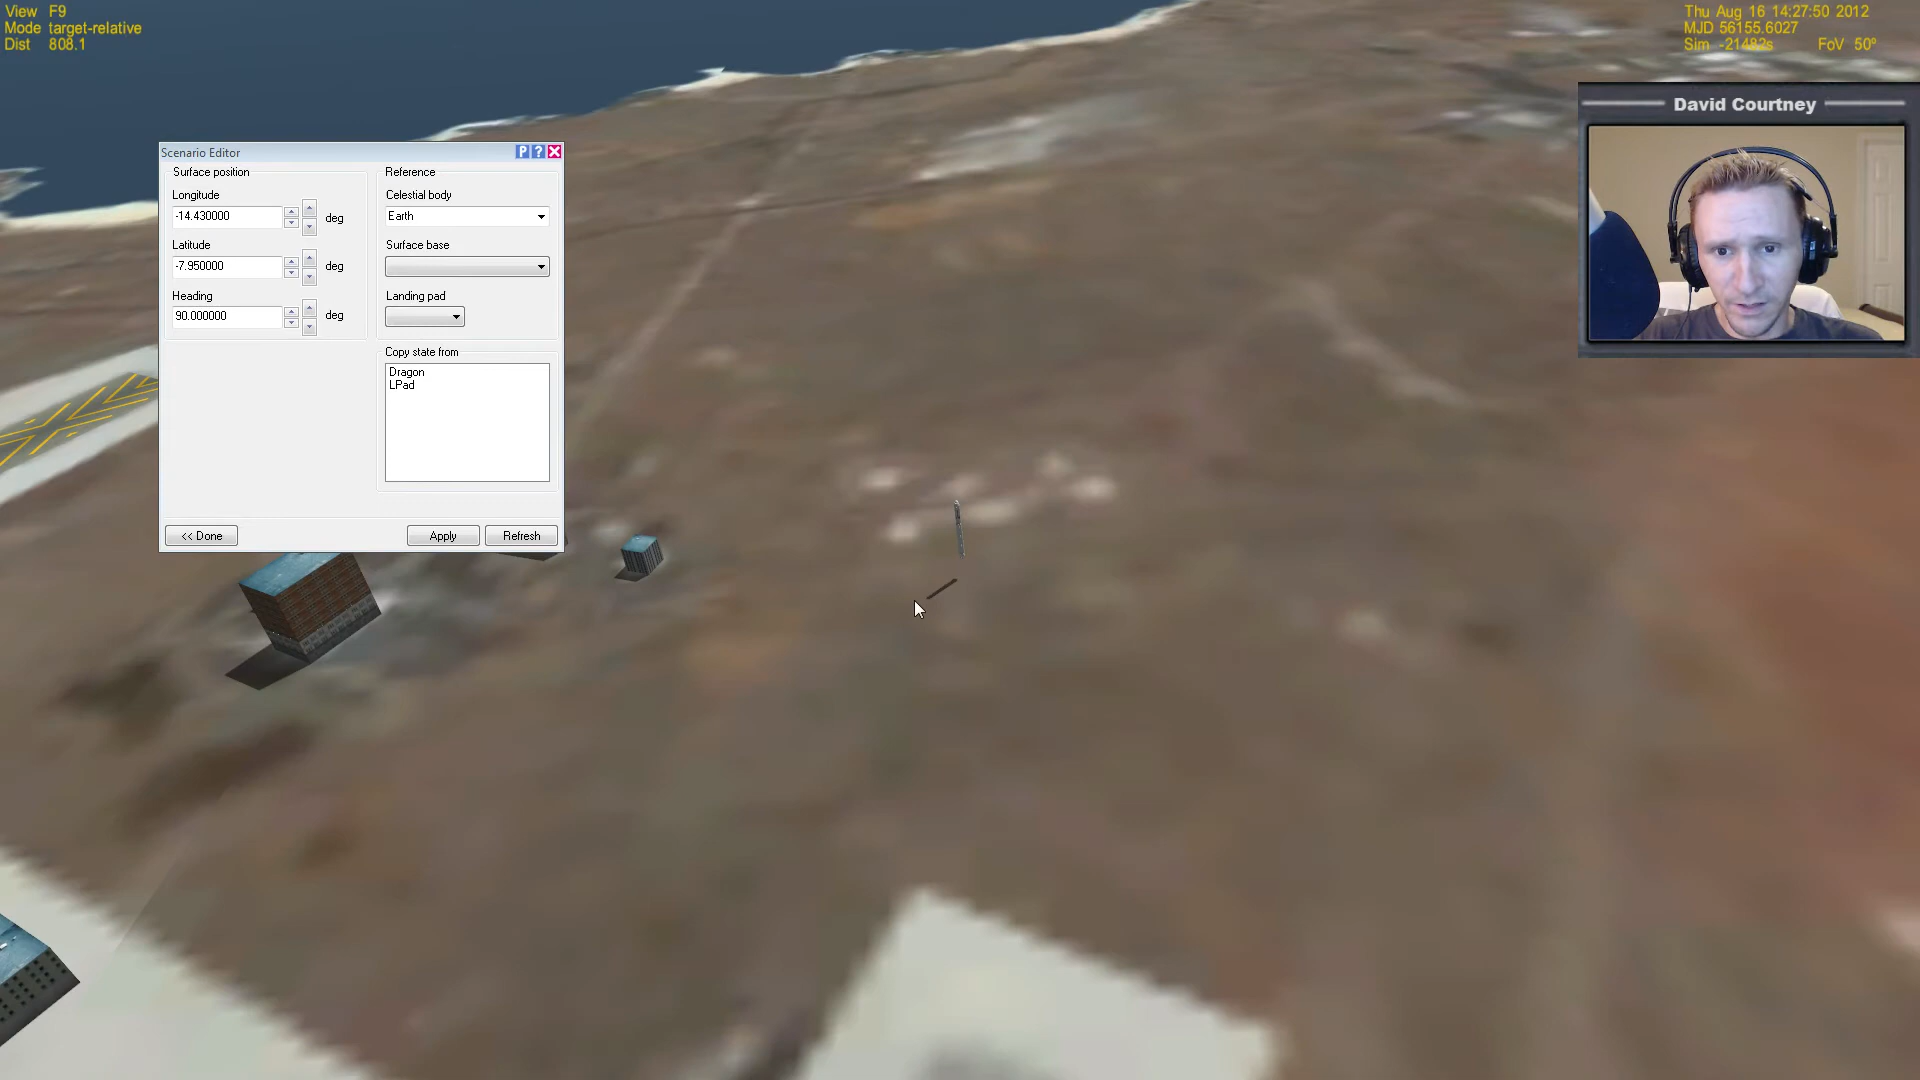 View F9
Mode target-relative
Dist 808.1
Thu Aug 16 14:27:50 2012
MJD 56155.6027
Sim -21482s FoV 50°
David Courtney
Scenario Editor
P ? X
Surface position
Longitude
-14.430000 deg
Latitude
-7.950000 deg
Heading
90.000000 deg
Reference
Celestial body
Earth
Surface base
Landing pad
Copy state from
Dragon
LPad
<< Done Apply Refresh